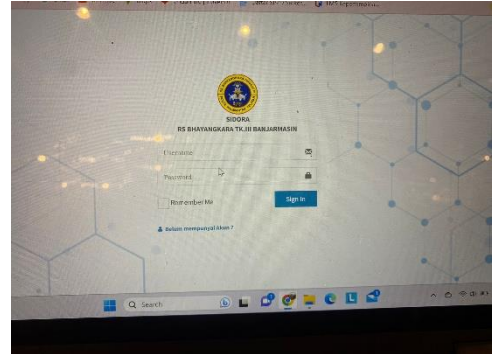 SIDORA
RS BHAYANGKARA TK.III BANJARMASIN
Username
Password
Remember Me
Sign In
Belum mempunyai Akun ?
Search